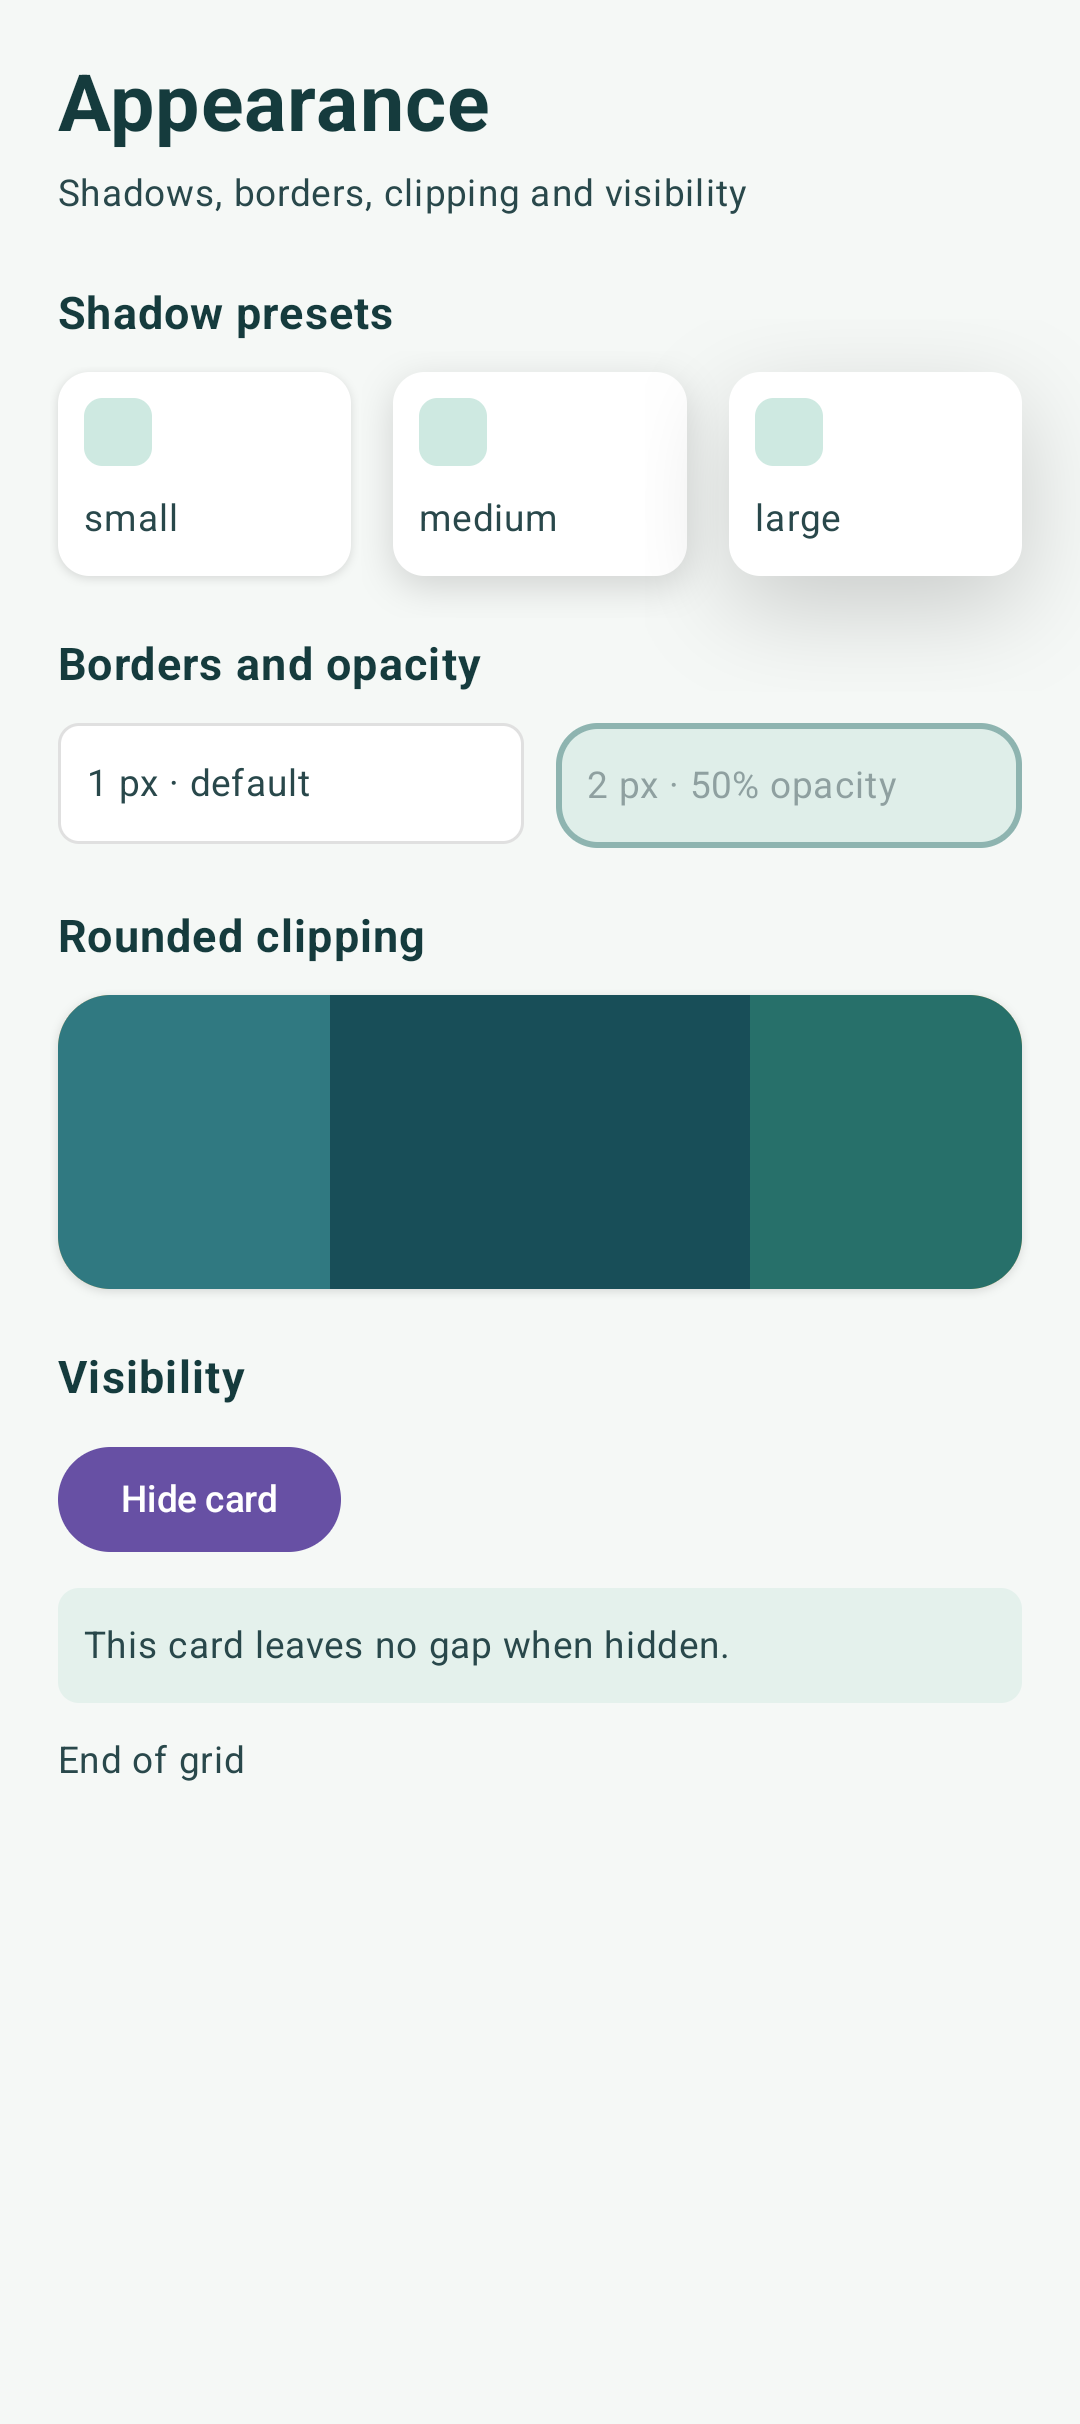 Appearance
Shadows, borders, clipping and visibility
Shadow presets
small
medium
large
Borders and opacity
1 px · default
2 px · 50% opacity
Rounded clipping
Visibility
Hide card
This card leaves no gap when hidden.
End of grid